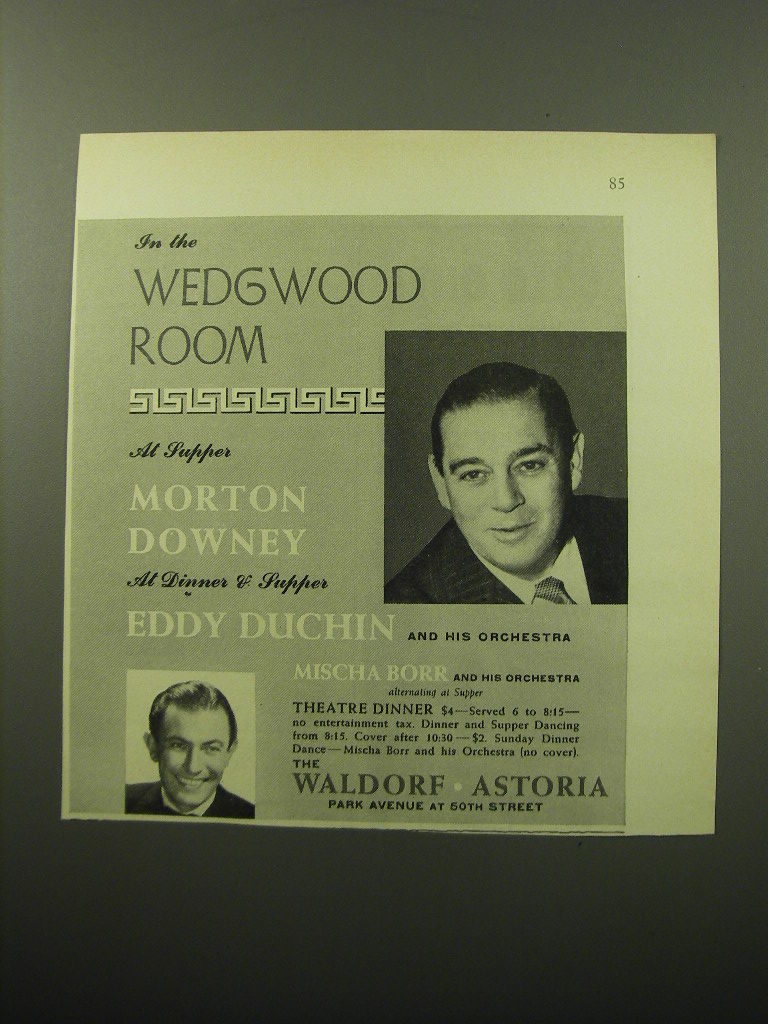 85
In the
WEDGWOOD
ROOM
At Supper
MORTON
DOWNEY
At Dinner & Supper
EDDY DUCHIN AND HIS ORCHESTRA
MISCHA BORR AND HIS ORCHESTRA
alternating at Supper
THEATRE DINNER $4—Served 6 to 8:15—
no entertainment tax. Dinner and Supper Dancing
from 8:15. Cover after 10:30—$2. Sunday Dinner
Dance—Mischa Borr and his Orchestra (no cover).
THE
WALDORF • ASTORIA
PARK AVENUE AT 50TH STREET